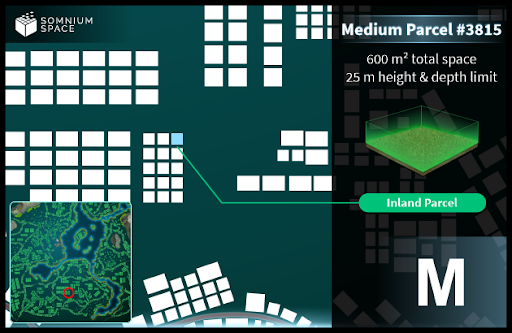 SOMNIUM
SPACE
Medium Parcel #3815
600 m² total space
25 m height & depth limit
Inland Parcel
M